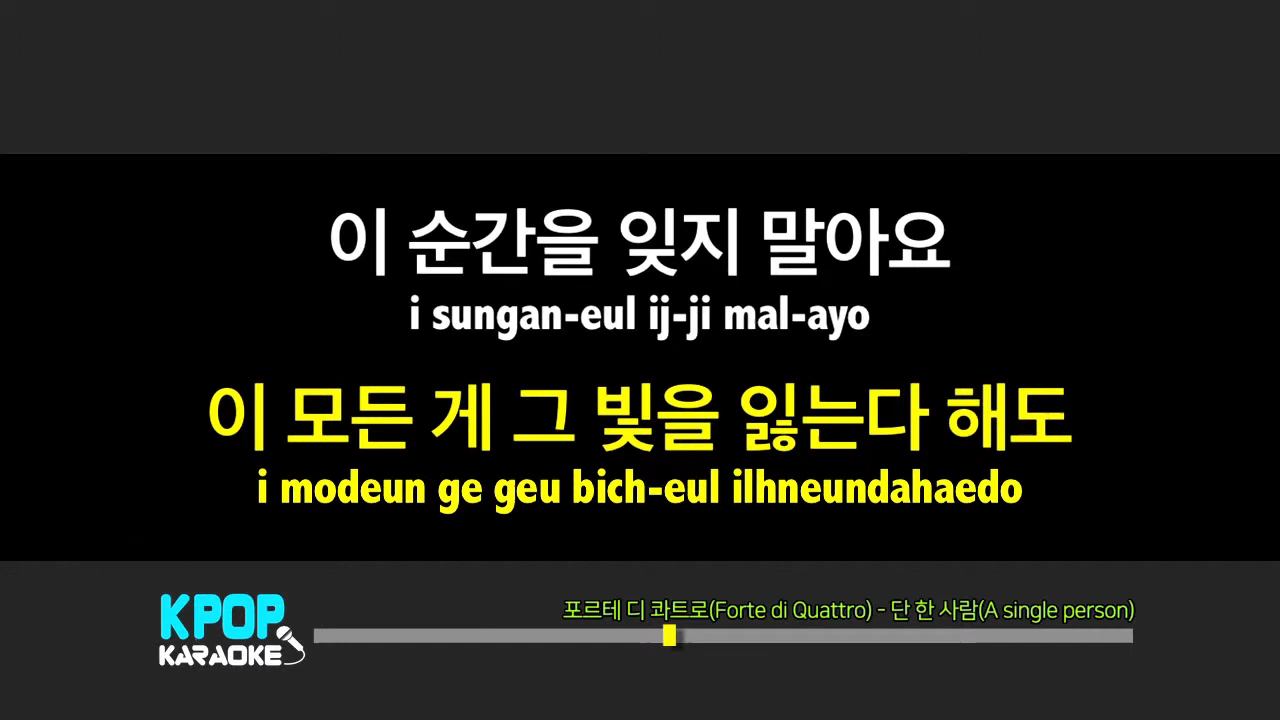 이 순간을 잊지 말아요
i sungan-eul ij-ji mal-ayo
이 모든 게 그 빛을 잃는다 해도
i modeun ge geu bich-eul ilhneundahaedo
포르테 디 콰트로(Forte di Quattro) - 단 한 사람(A single person)
KPOP
KARAOKE